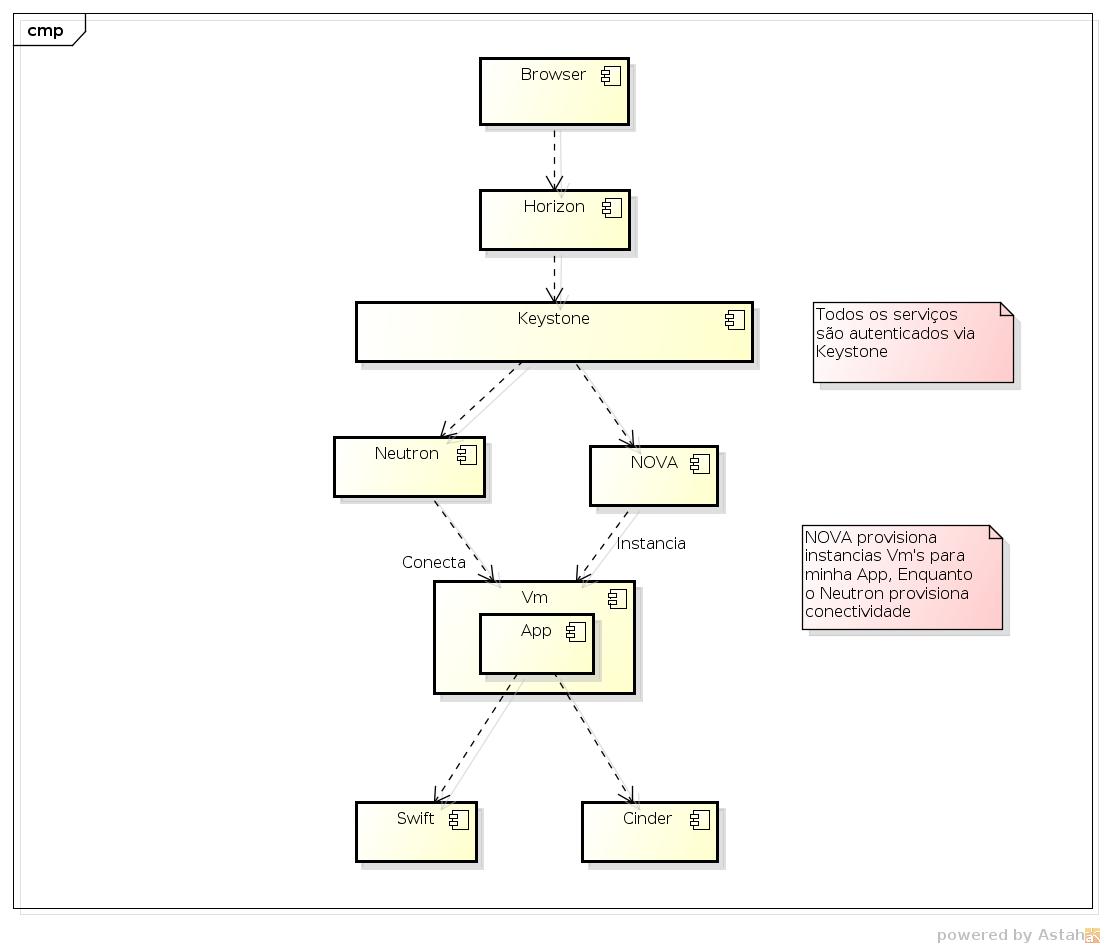 cmp
Browser
Horizon
Keystone
Todos os serviços
são autenticados via
Keystone
Neutron
NOVA
Conecta
Instancia
NOVA provisiona
instancias Vm's para
minha App, Enquanto
o Neutron provisiona
conectividade
Vm
App
Swift
Cinder
powered by Astah